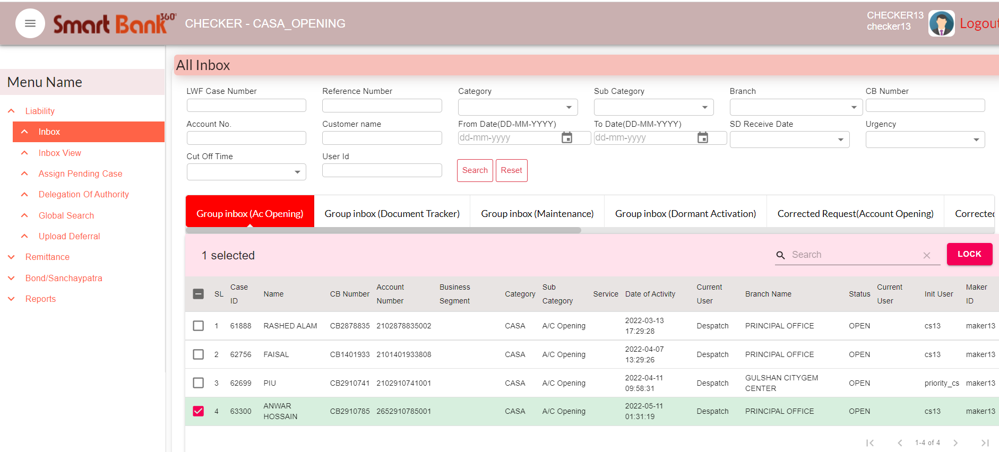 Smart Bank 360°
CHECKER - CASA_OPENING
CHECKER13
checker13
Logout
Menu Name
Liability
Inbox
Inbox View
Assign Pending Case
Delegation Of Authority
Global Search
Upload Deferral
Remittance
Bond/Sanchaypatra
Reports
All Inbox
LWF Case Number Reference Number Category Sub Category Branch CB Number
Account No. Customer name From Date(DD-MM-YYYY) To Date(DD-MM-YYYY) SD Receive Date Urgency
dd-mm-yyyy dd-mm-yyyy
Cut Off Time User Id
Search Reset
Group inbox (Ac Opening) Group inbox (Document Tracker) Group inbox (Maintenance) Group inbox (Dormant Activation) Corrected Request(Account Opening) Corrected
1 selected Search LOCK
SL Case ID Name CB Number Account Number Business Segment Category Sub Category Service Date of Activity Current User Branch Name Status Current User Init User Maker ID
1 61888 RASHED ALAM CB2878835 2102878835002 CASA A/C Opening 2022-03-13 17:29:28 Despatch PRINCIPAL OFFICE OPEN cs13 maker13
2 62756 FAISAL CB1401933 2101401933808 CASA A/C Opening 2022-04-07 13:29:26 Despatch PRINCIPAL OFFICE OPEN cs13 maker13
3 62699 PIU CB2910741 2102910741001 CASA A/C Opening 2022-04-11 09:58:31 Despatch GULSHAN CITYGEM CENTER OPEN priority_cs maker13
4 63300 ANWAR HOSSAIN CB2910785 2652910785001 CASA A/C Opening 2022-05-11 01:31:19 Despatch PRINCIPAL OFFICE OPEN cs13 maker13
1-4 of 4